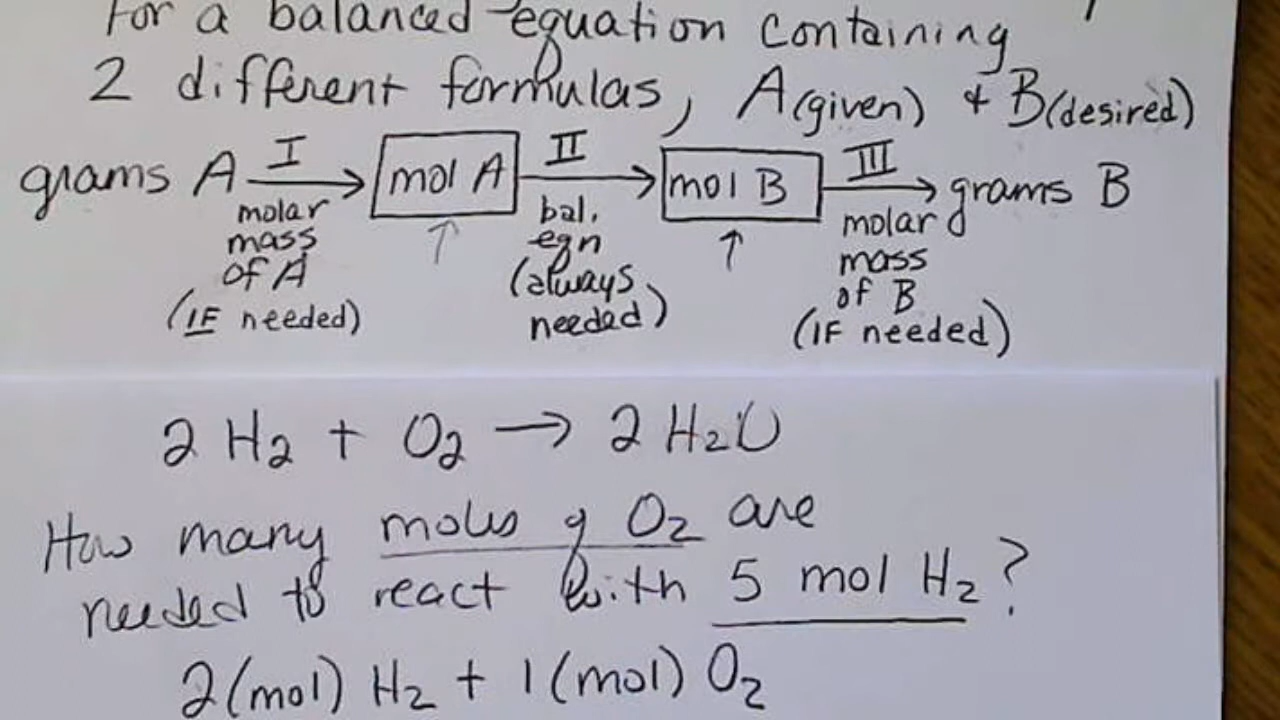 For a balanced equation containing
2 different formulas, A(given) + B(desired)
grams A I→ mol A II→ mol B III→ grams B
molar mass of A (IF needed)
bal. eqn (always needed)
molar mass of B (IF needed)
2 H₂ + O₂ → 2 H₂O
How many moles of O₂ are
needed to react with 5 mol H₂?
2(mol) H₂ + 1(mol) O₂